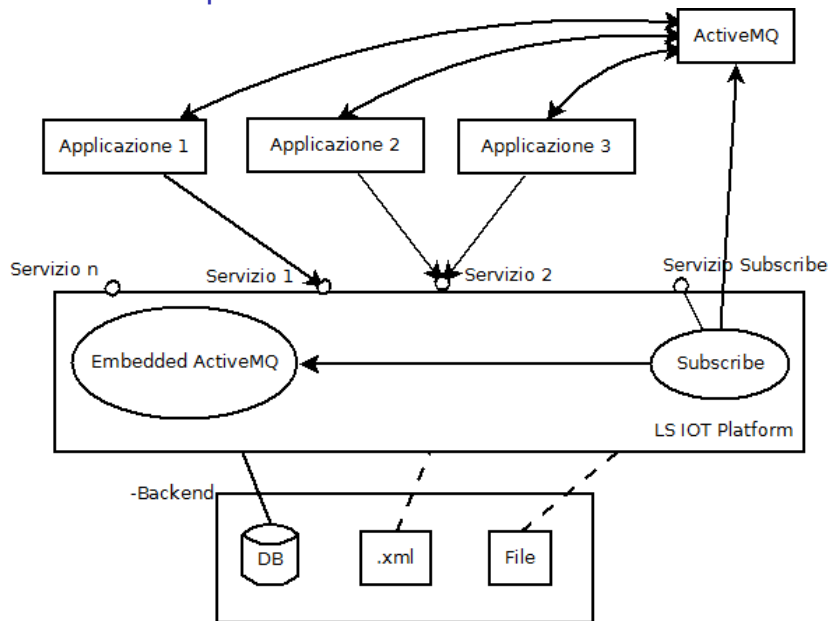 ActiveMQ
Applicazione 1
Applicazione 2
Applicazione 3
Servizio n
Servizio 1
Servizio 2
Servizio Subscribe
Embedded ActiveMQ
Subscribe
LS IOT Platform
-Backend
DB
.xml
File